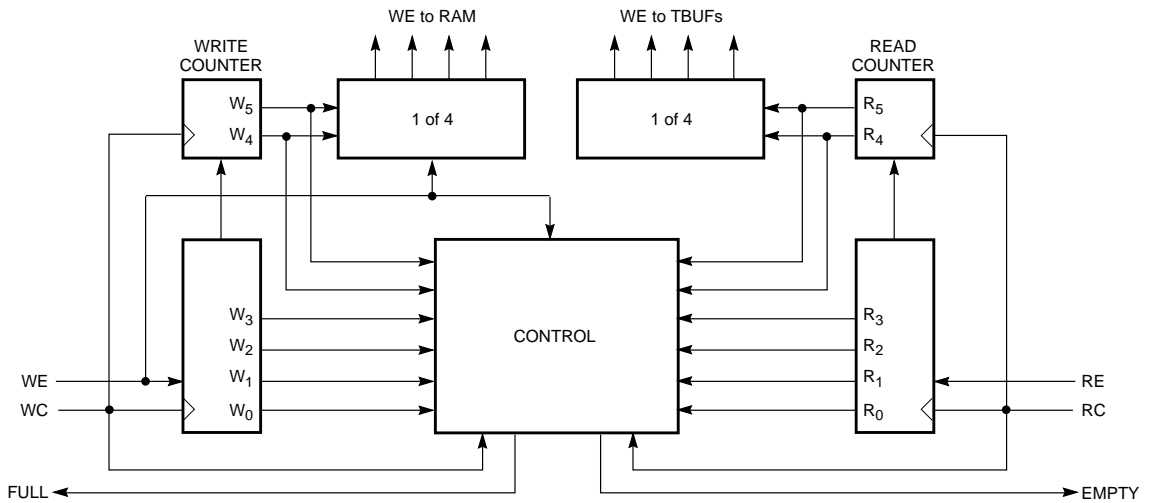 WE to RAM
WE to TBUFs
WRITE
COUNTER
READ
COUNTER
W5
W4
1 of 4
1 of 4
R5
R4
CONTROL
W3
W2
W1
W0
R3
R2
R1
R0
WE
WC
RE
RC
FULL
EMPTY